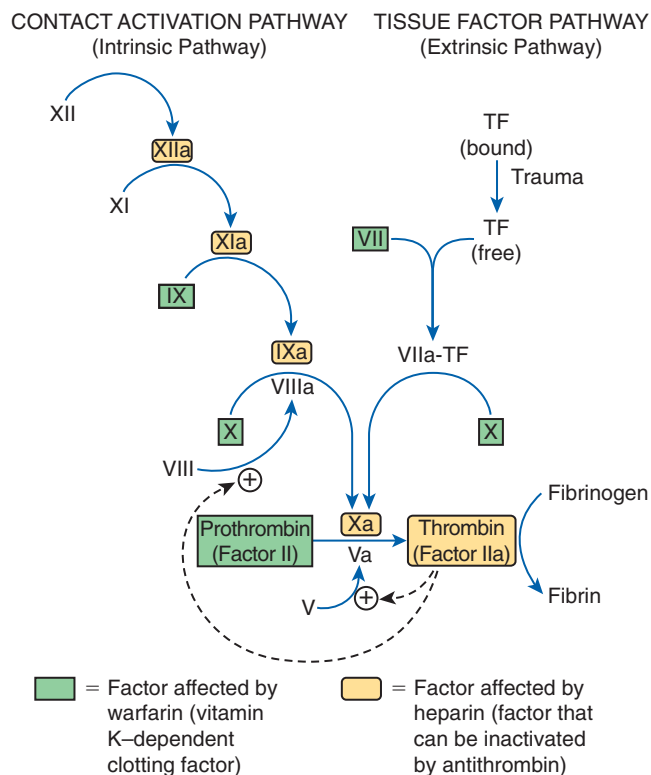 CONTACT ACTIVATION PATHWAY
(Intrinsic Pathway)
TISSUE FACTOR PATHWAY
(Extrinsic Pathway)
XII
XIIa
XI
XIa
IX
IXa
VIIIa
X
VIII
+
TF
(bound)
Trauma
TF
(free)
VII
VIIa-TF
X
Prothrombin
(Factor II)
Xa
Va
V
+
Thrombin
(Factor IIa)
Fibrinogen
Fibrin
= Factor affected by
warfarin (vitamin
K–dependent
clotting factor)
= Factor affected by
heparin (factor that
can be inactivated
by antithrombin)